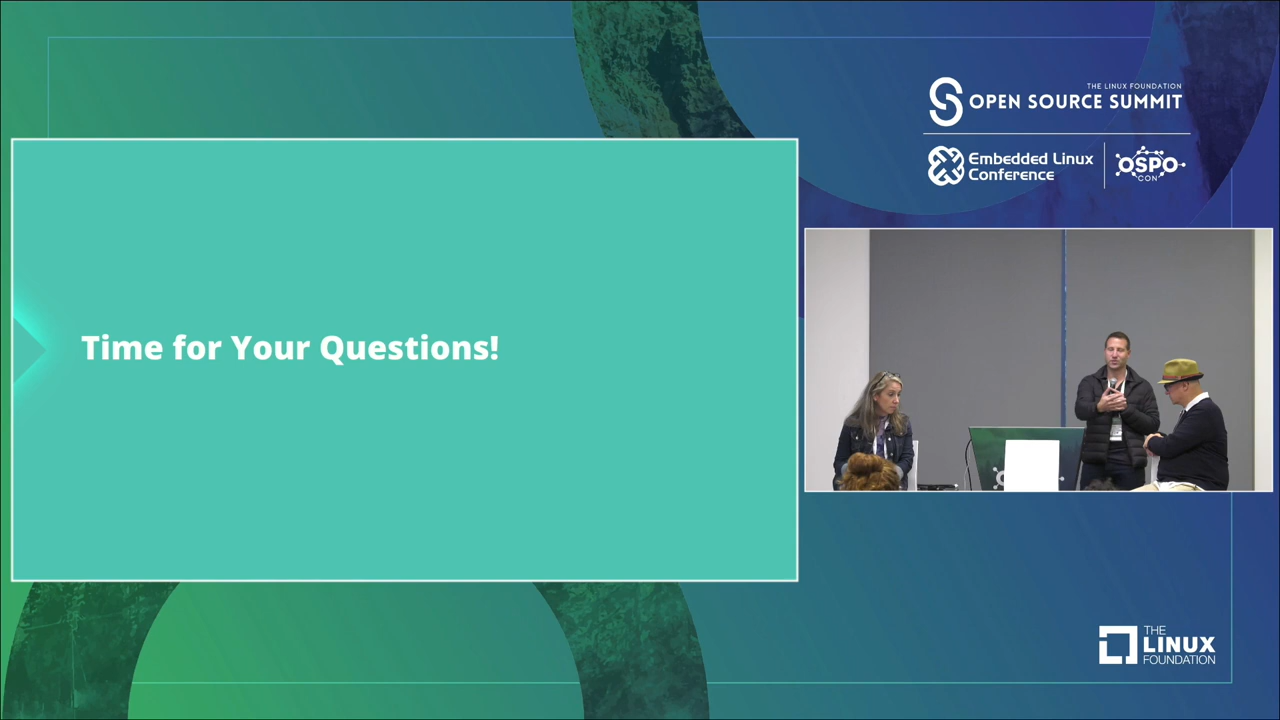 THE LINUX FOUNDATION
OPEN SOURCE SUMMIT
Embedded Linux
Conference
OSPO
CON
Time for Your Questions!
THE
LINUX
FOUNDATION